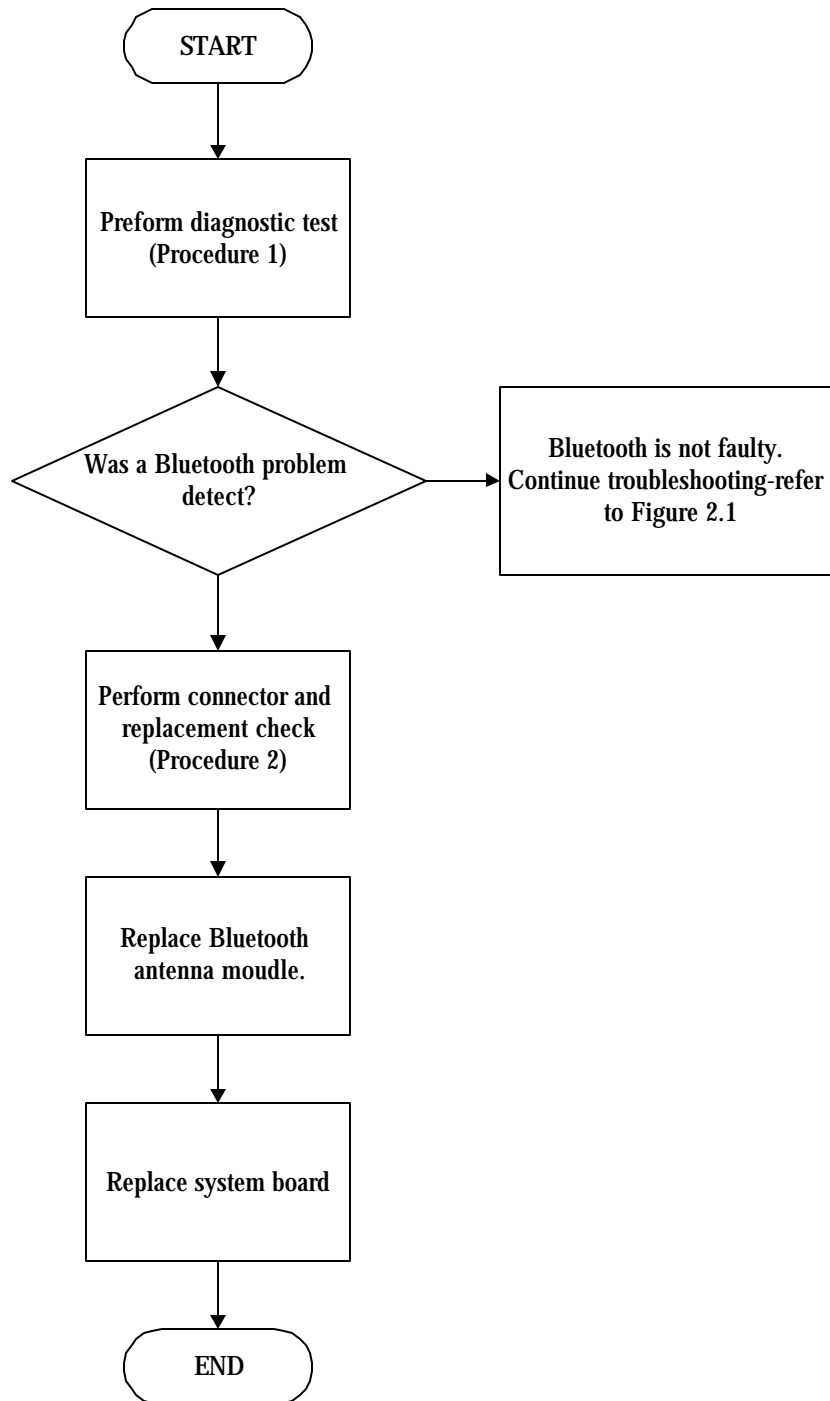 START
Preform diagnostic test
(Procedure 1)
Was a Bluetooth problem
detect?
Bluetooth is not faulty.
Continue troubleshooting-refer
to Figure 2.1
Perform connector and
replacement check
(Procedure 2)
Replace Bluetooth
antenna moudle.
Replace system board
END